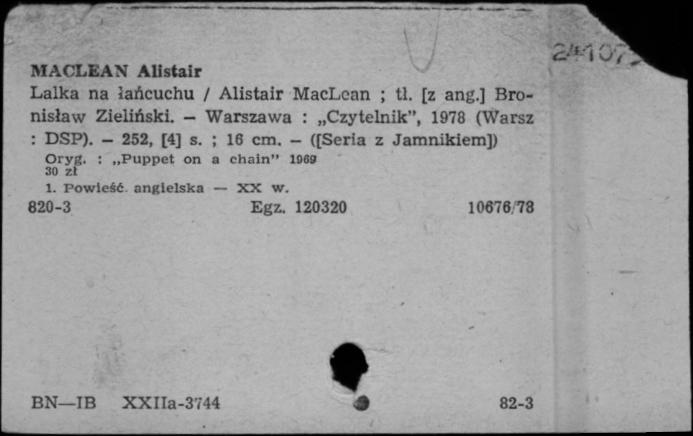 MACLEAN Alistair
Lalka na łańcuchu / Alistair MacLean ; tł. [z ang.] Bro-
nisław Zieliński. — Warszawa : „Czytelnik”, 1978 (Warsz
: DSP). — 252, [4] s. ; 16 cm. — ([Seria z Jamnikiem])
Oryg. : „Puppet on a chain” 1969
30 zł
1. Powieść angielska — XX w.
820-3 Egz. 120320 10676/78
BN—IB XXIIa-3744 82-3